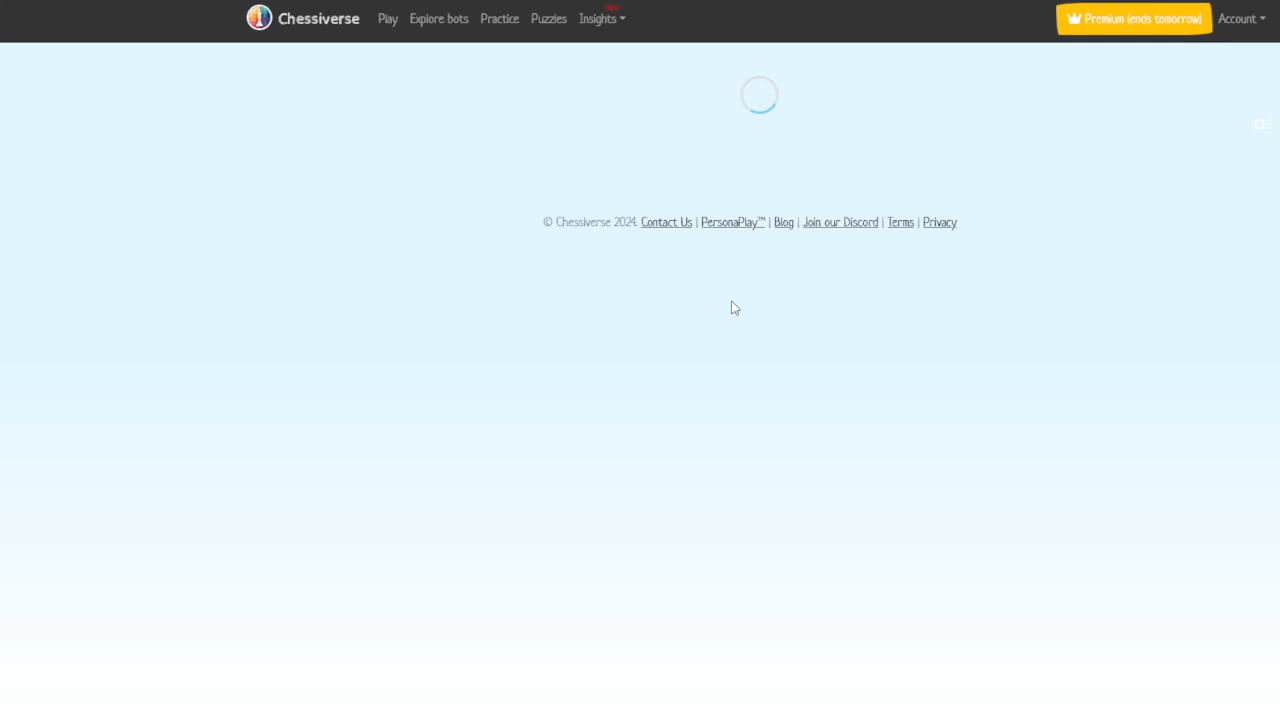 Chessiverse Play Explore bots Practice Puzzles Insights New Premium (ends tomorrow) Account
© Chessiverse 2024. Contact Us | PersonaPlay™ | Blog | Join our Discord | Terms | Privacy